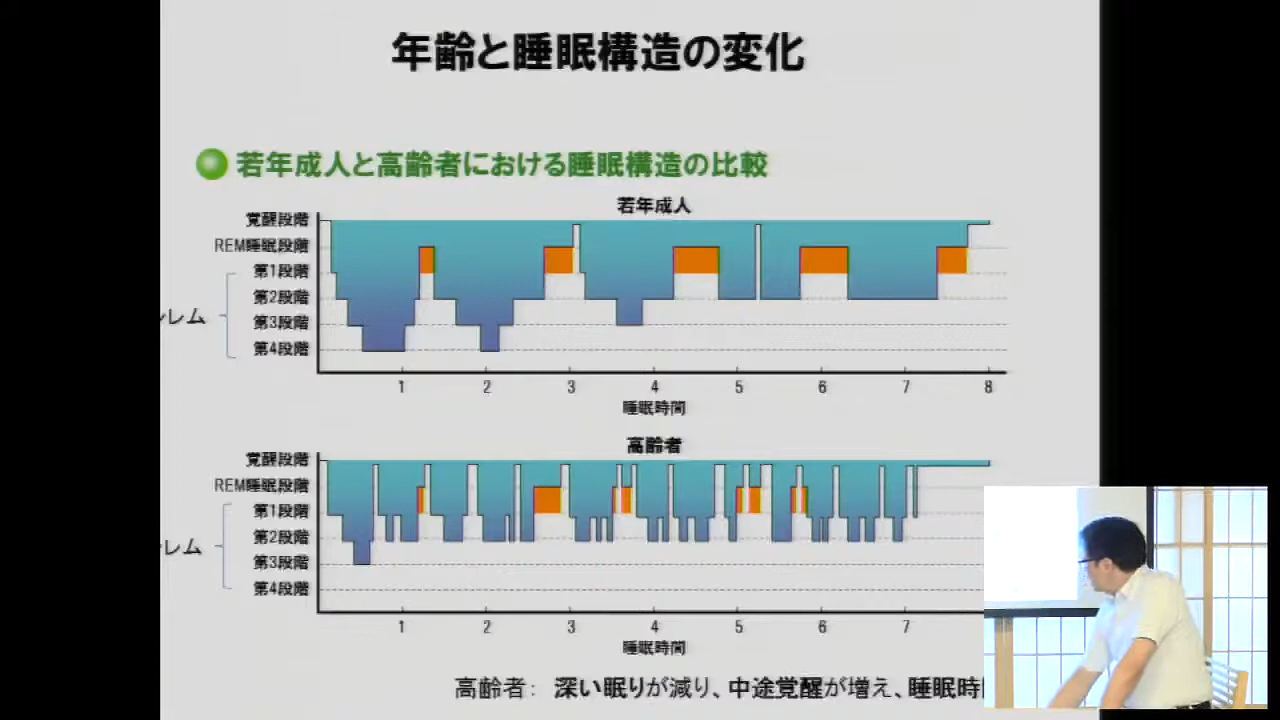 年齢と睡眠構造の変化
若年成人と高齢者における睡眠構造の比較
若年成人
覚醒段階
REM睡眠段階
第1段階
第2段階
レム
第3段階
第4段階
1 2 3 4 5 6 7 8
睡眠時間
高齢者
覚醒段階
REM睡眠段階
第1段階
第2段階
レム
第3段階
第4段階
1 2 3 4 5 6 7
睡眠時間
高齢者： 深い眠りが減り、中途覚醒が増え、睡眠時